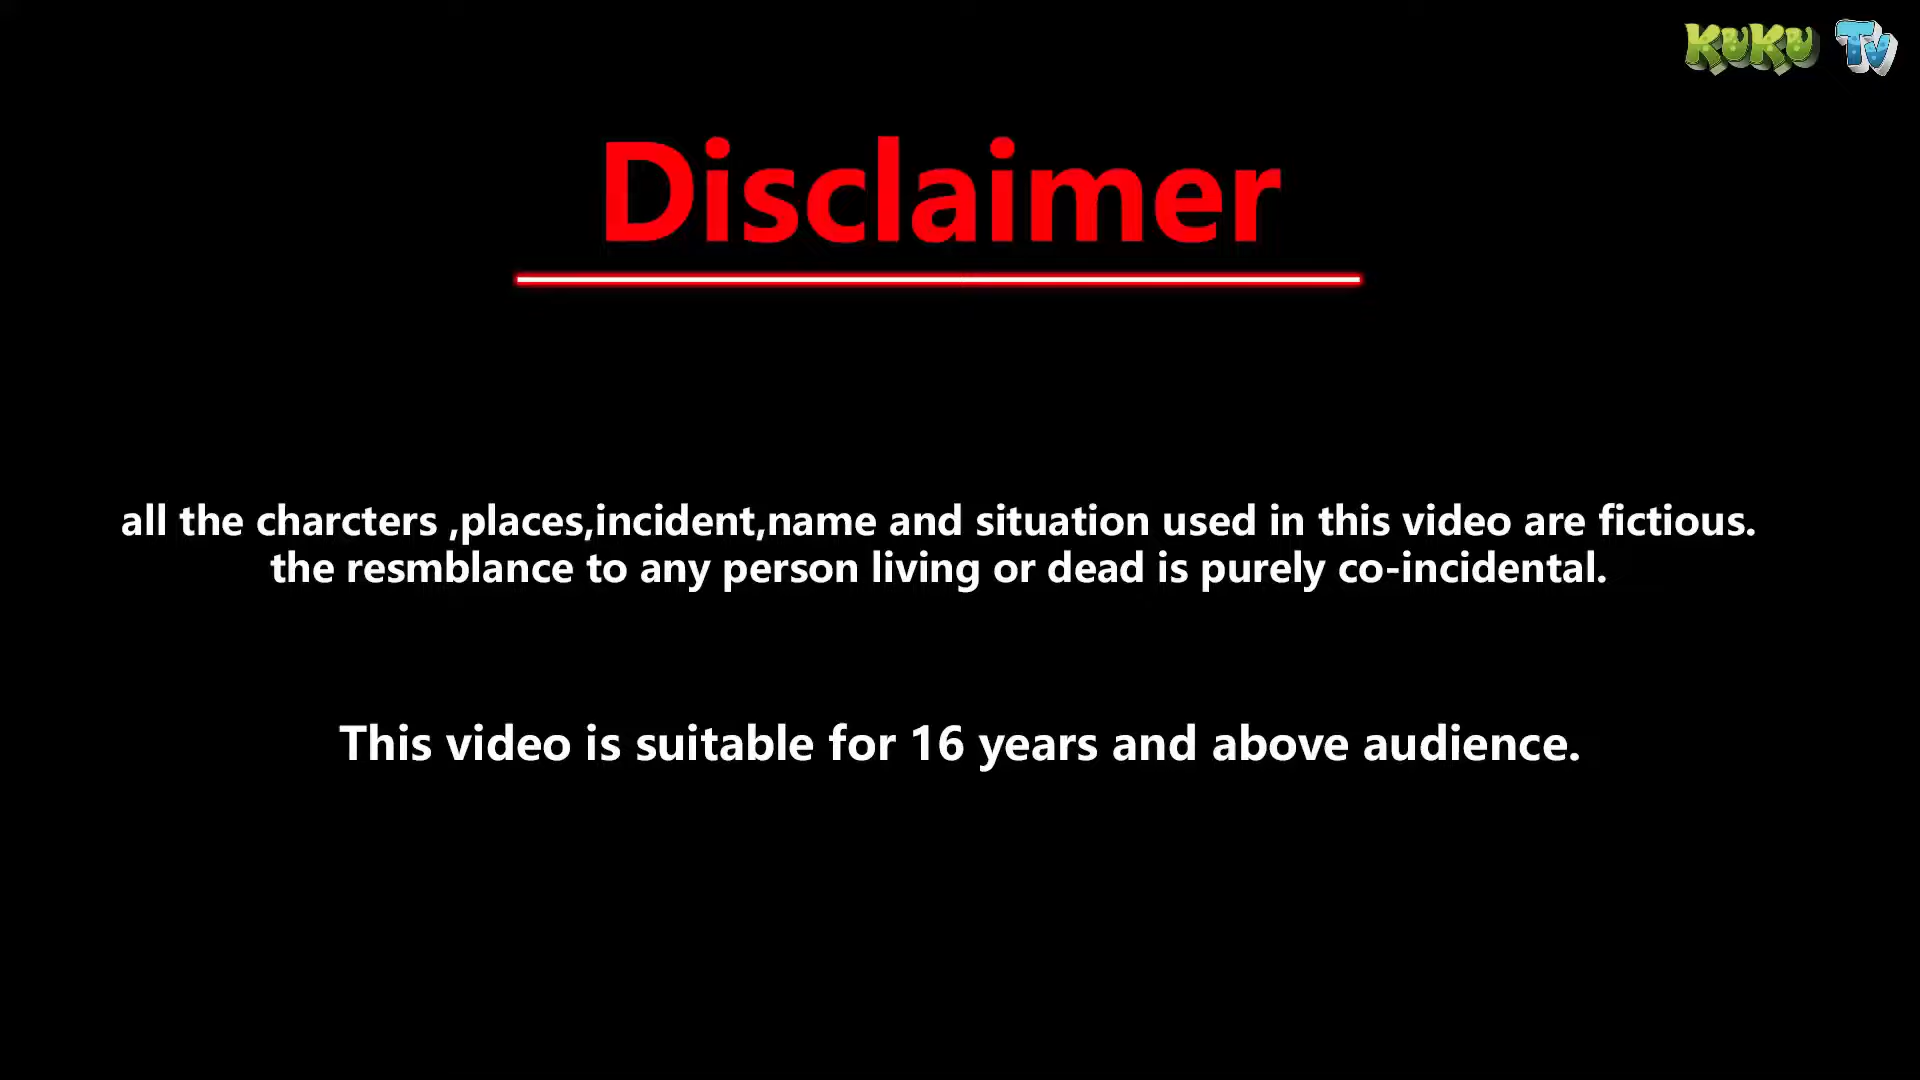 KUKU TV
Disclaimer
all the charcters ,places,incident,name and situation used in this video are fictious.
the resmblance to any person living or dead is purely co-incidental.
This video is suitable for 16 years and above audience.